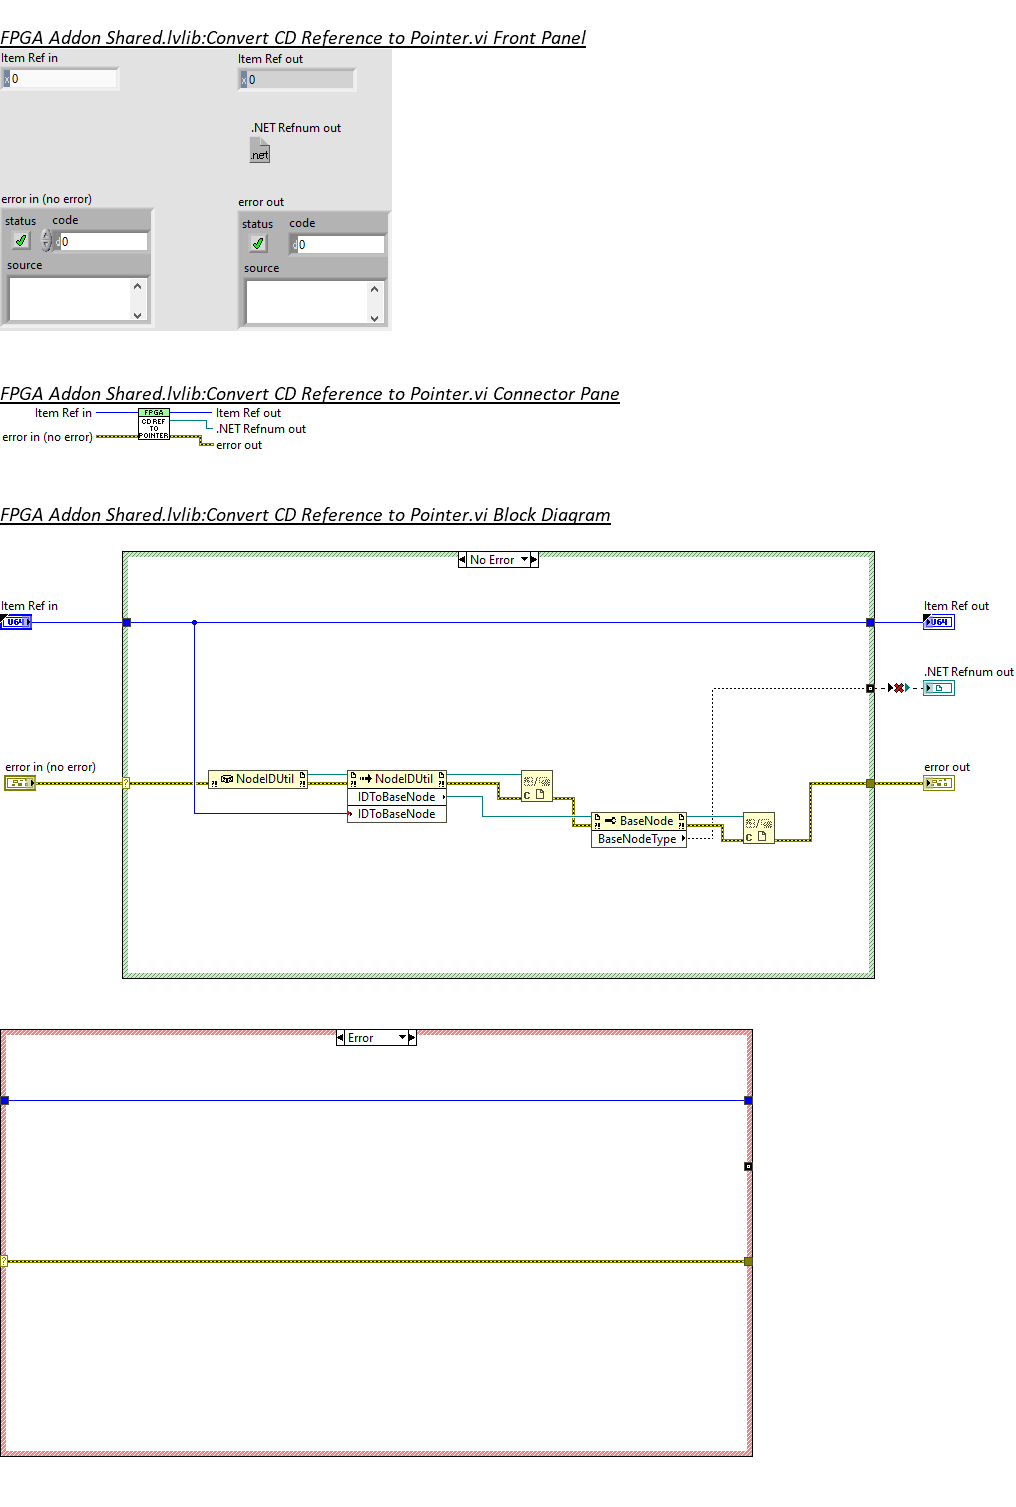 FPGA Addon Shared.lvlib:Convert CD Reference to Pointer.vi Front Panel
Item Ref in
Item Ref out
x 0
x 0
.NET Refnum out
.net
error in (no error)
error out
status
code
status
code
d 0
d 0
source
source
FPGA Addon Shared.lvlib:Convert CD Reference to Pointer.vi Connector Pane
Item Ref in
FPGA
CD REF
TO
POINTER
Item Ref out
.NET Refnum out
error in (no error)
error out
FPGA Addon Shared.lvlib:Convert CD Reference to Pointer.vi Block Diagram
No Error
Item Ref in
U64
Item Ref out
U64
.NET Refnum out
error in (no error)
error out
?
?! NodeIDUtil
?! NodeIDUtil ?!
IDToBaseNode
IDToBaseNode
C
?! BaseNode ?!
BaseNodeType
C
Error
?